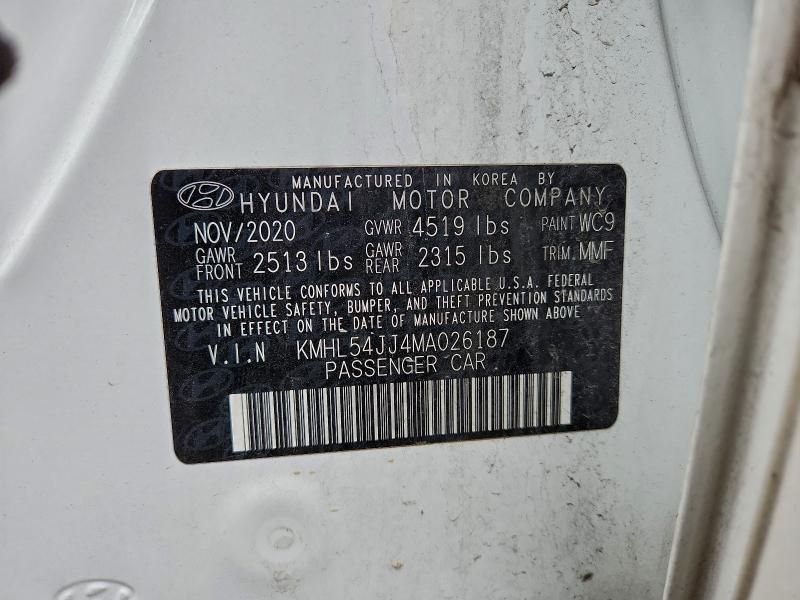 MANUFACTURED IN KOREA BY
HYUNDAI MOTOR COMPANY
NOV/2020 GVWR 4519 lbs PAINT WC9
GAWR FRONT 2513 lbs GAWR REAR 2315 lbs TRIM. MMF
THIS VEHICLE CONFORMS TO ALL APPLICABLE U.S.A. FEDERAL
MOTOR VEHICLE SAFETY, BUMPER, AND THEFT PREVENTION STANDARDS
IN EFFECT ON THE DATE OF MANUFACTURE SHOWN ABOVE
V.I.N KMHL54JJ4MA026187
PASSENGER CAR